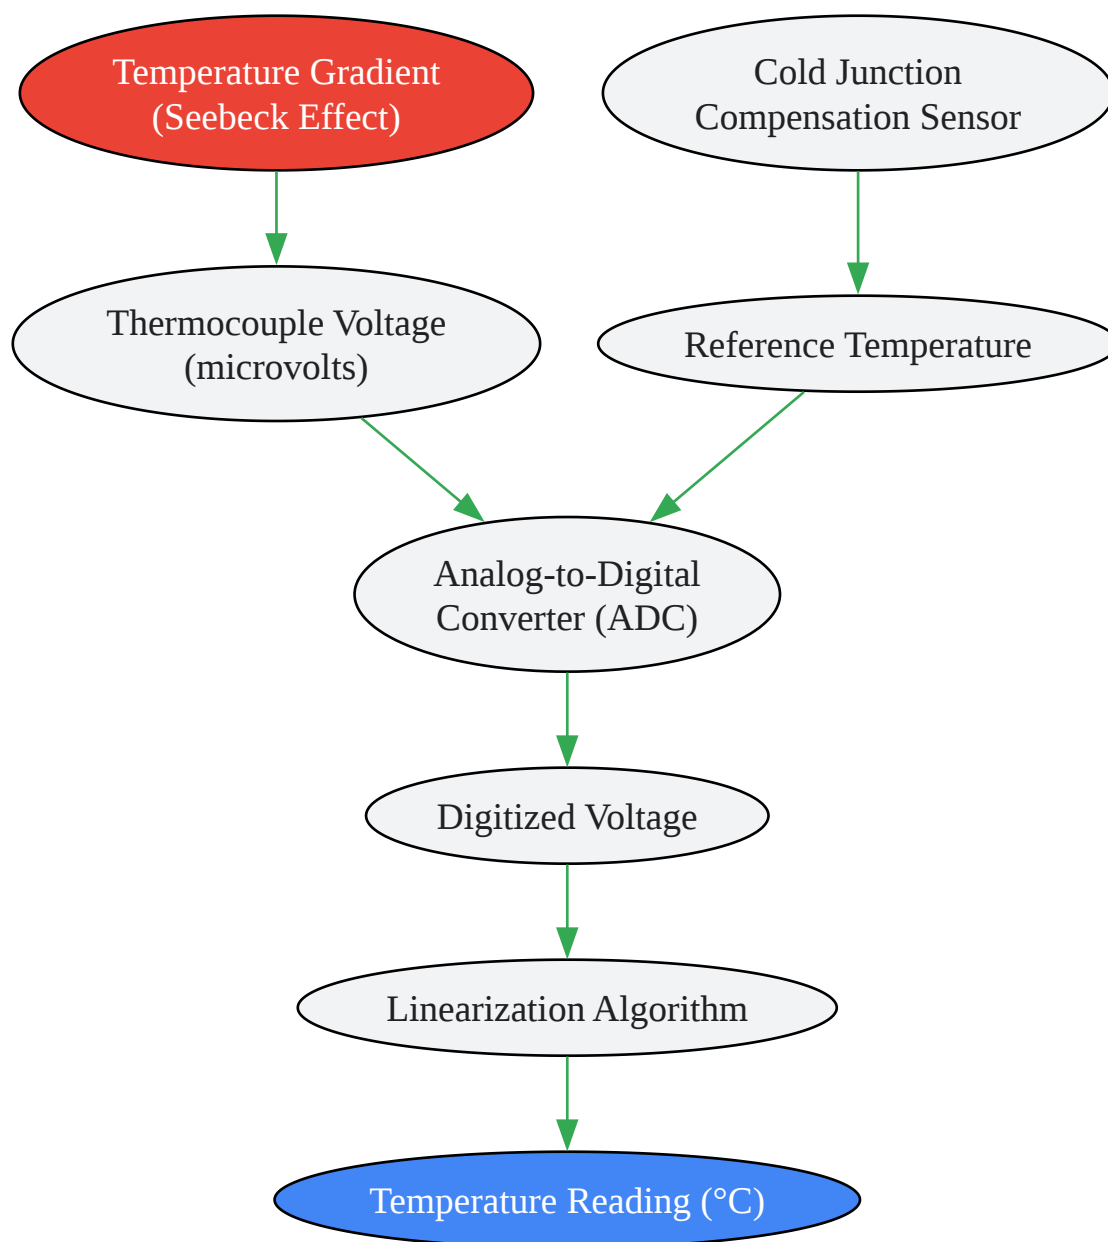 Temperature Gradient
(Seebeck Effect)
Cold Junction
Compensation Sensor
Thermocouple Voltage
(microvolts)
Reference Temperature
Analog-to-Digital
Converter (ADC)
Digitized Voltage
Linearization Algorithm
Temperature Reading (°C)